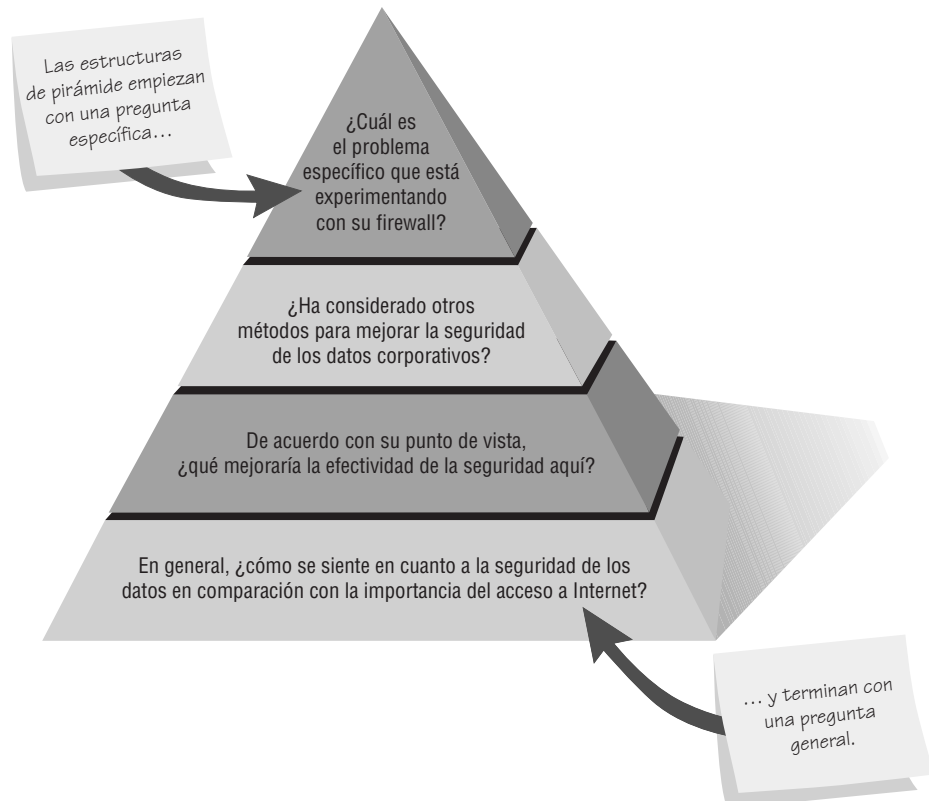 Las estructuras
de pirámide empiezan
con una pregunta
específica…
¿Cuál es
el problema
específico que está
experimentando
con su firewall?
¿Ha considerado otros
métodos para mejorar la seguridad
de los datos corporativos?
De acuerdo con su punto de vista,
¿qué mejoraría la efectividad de la seguridad aquí?
En general, ¿cómo se siente en cuanto a la seguridad de los
datos en comparación con la importancia del acceso a Internet?
… y terminan con
una pregunta
general.